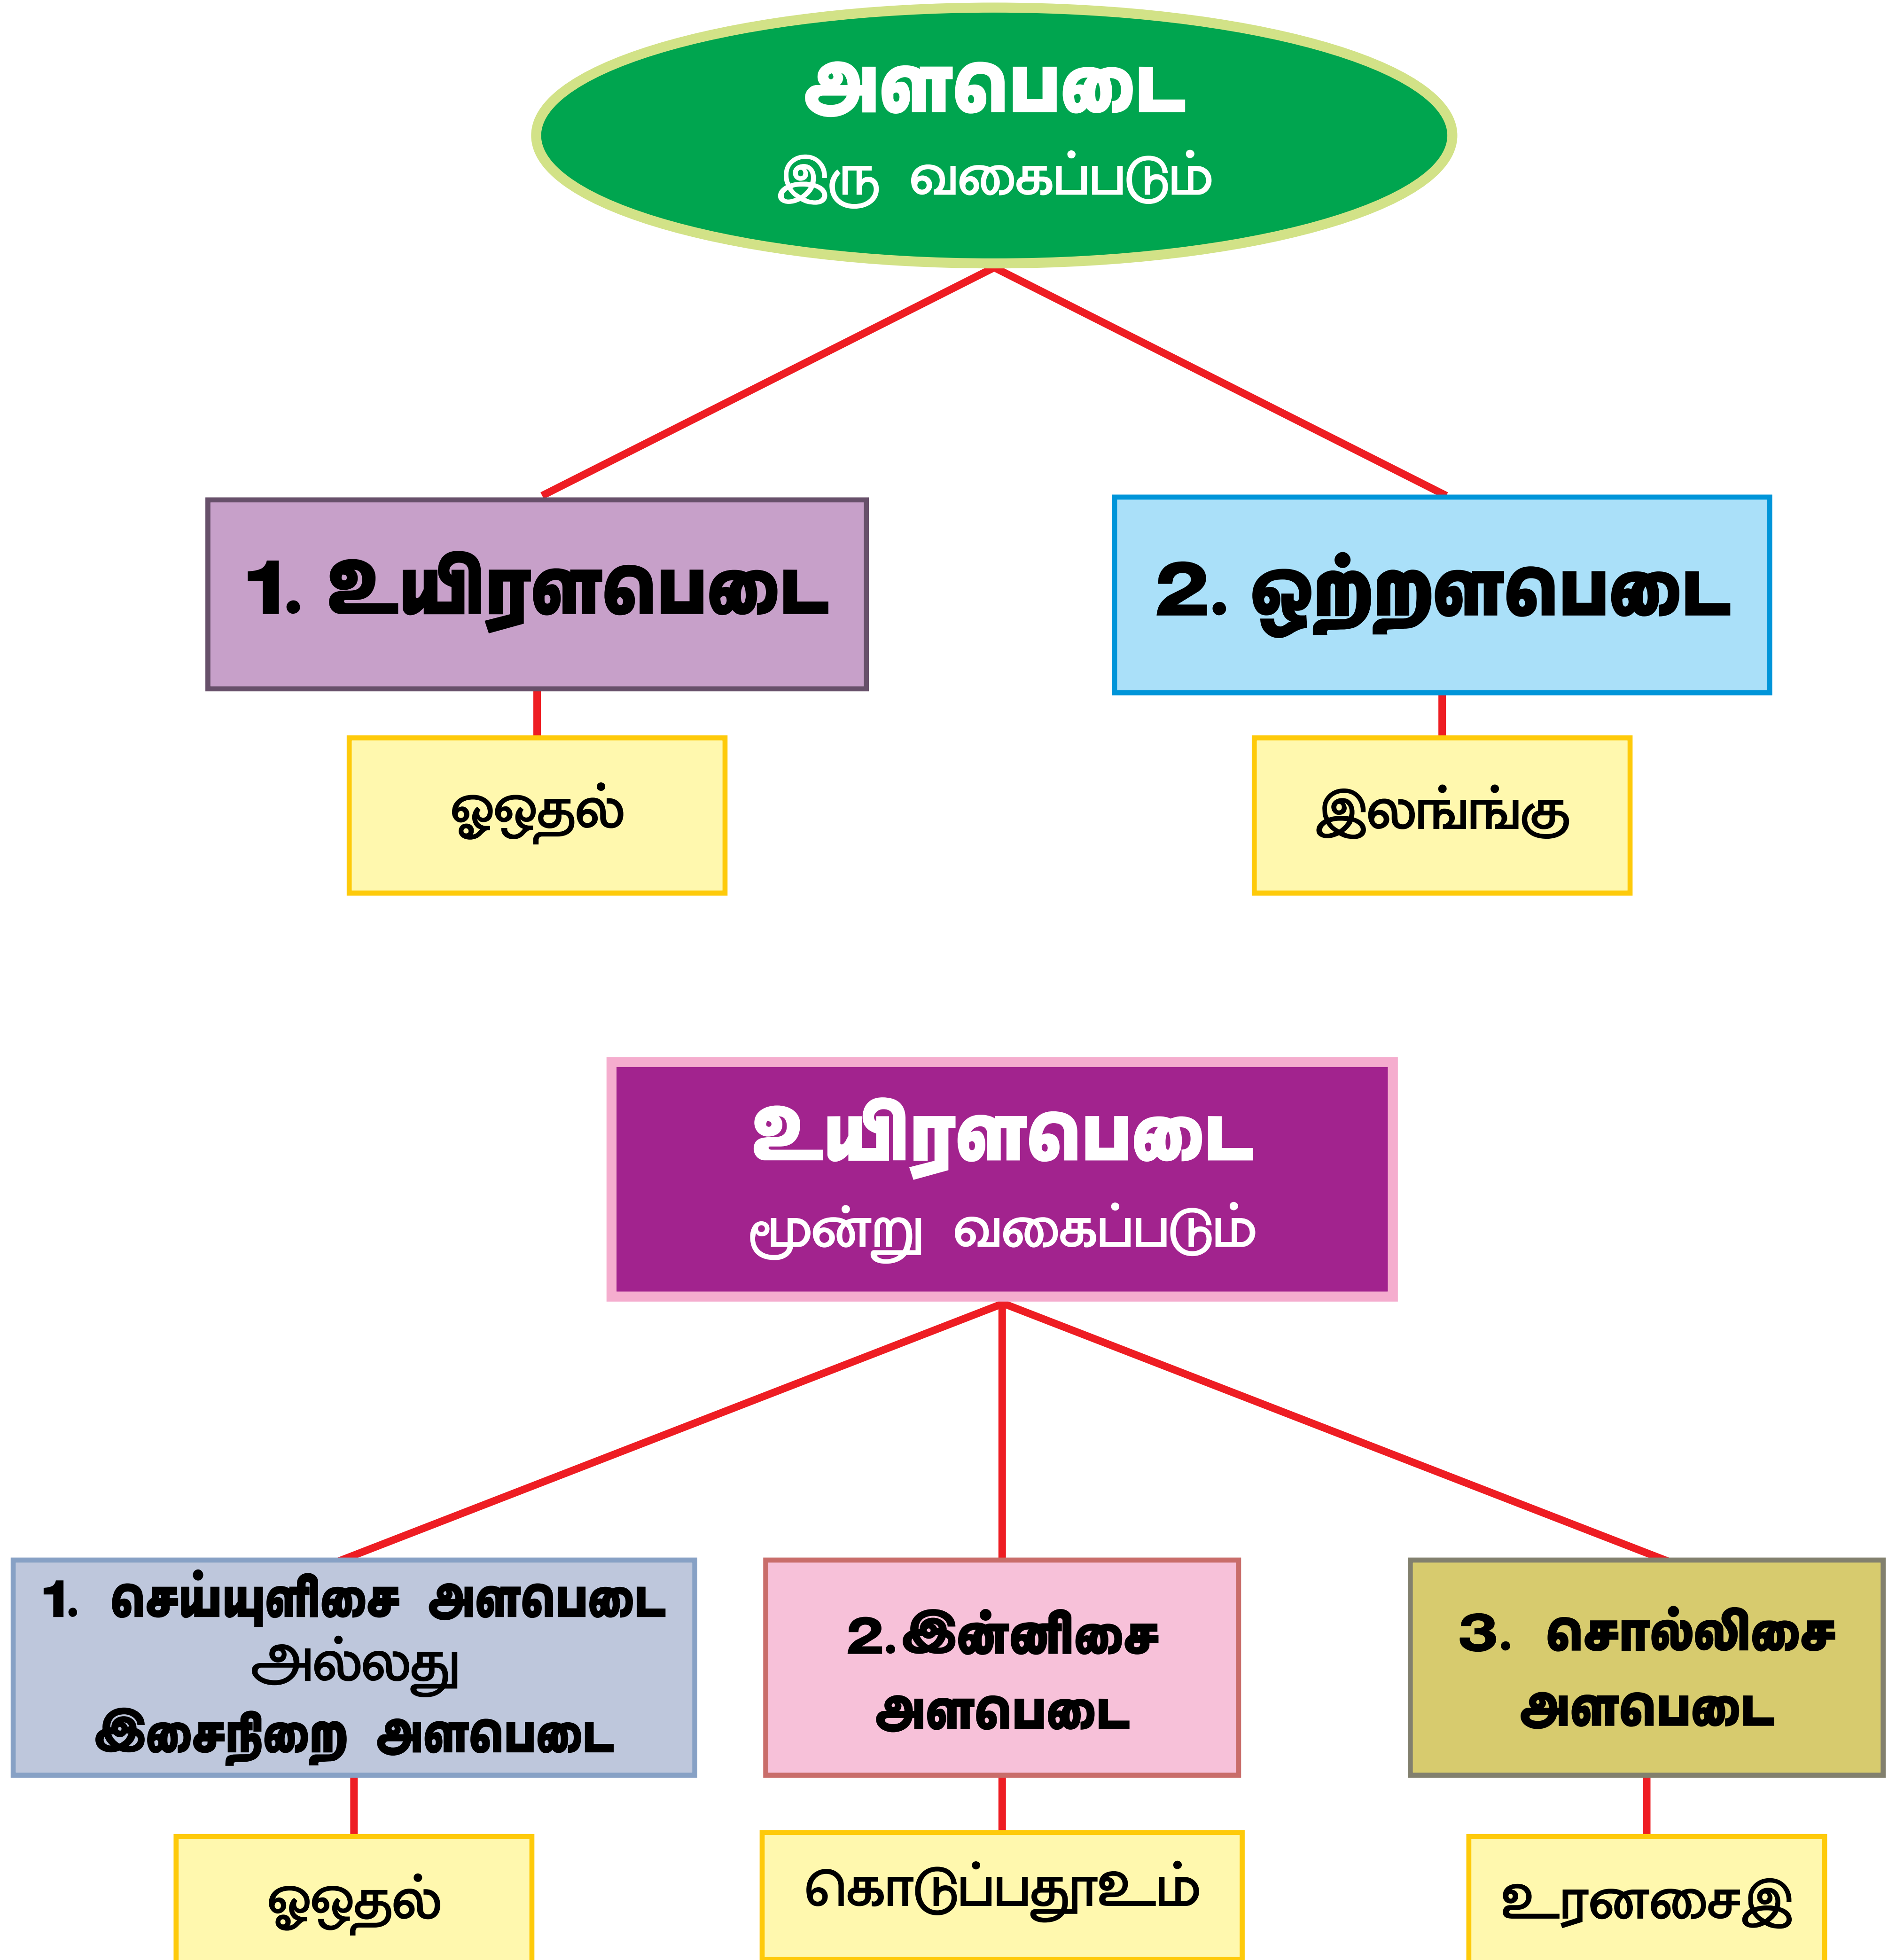 அளபெடை
இரு வகைப்படும்
1. உயிரளபெடை
2. ஒற்றளபெடை
ஓஒதல்
இலங்ங்கு
உயிரளபெடை
மூன்று வகைப்படும்
1. செய்யுளிசை அளபெடை
அல்லது
இசைநிறை அளபெடை
2.இன்னிசை
அளபெடை
3. சொல்லிசை
அளபெடை
ஓஒதல்
கொடுப்பதூஉம்
உரனசைஇ